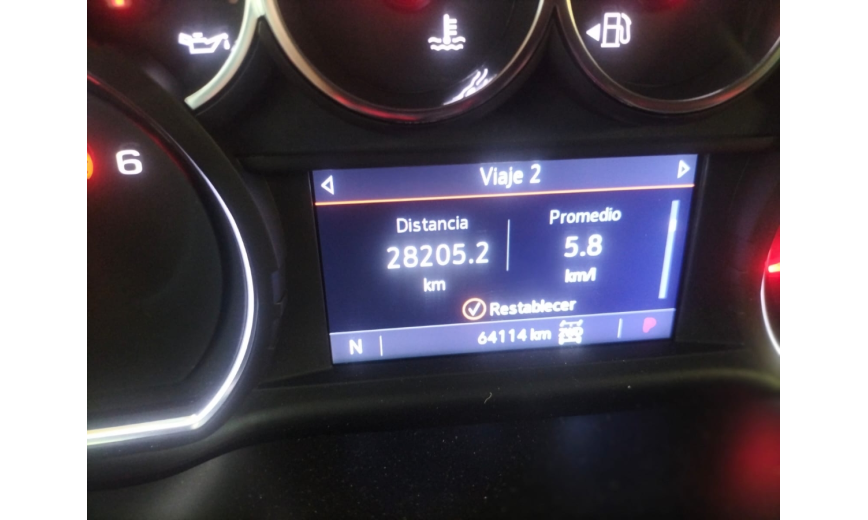 6
Viaje 2
Distancia
Promedio
28205.2
5.8
km
km/l
Restablecer
N
64114 km
P